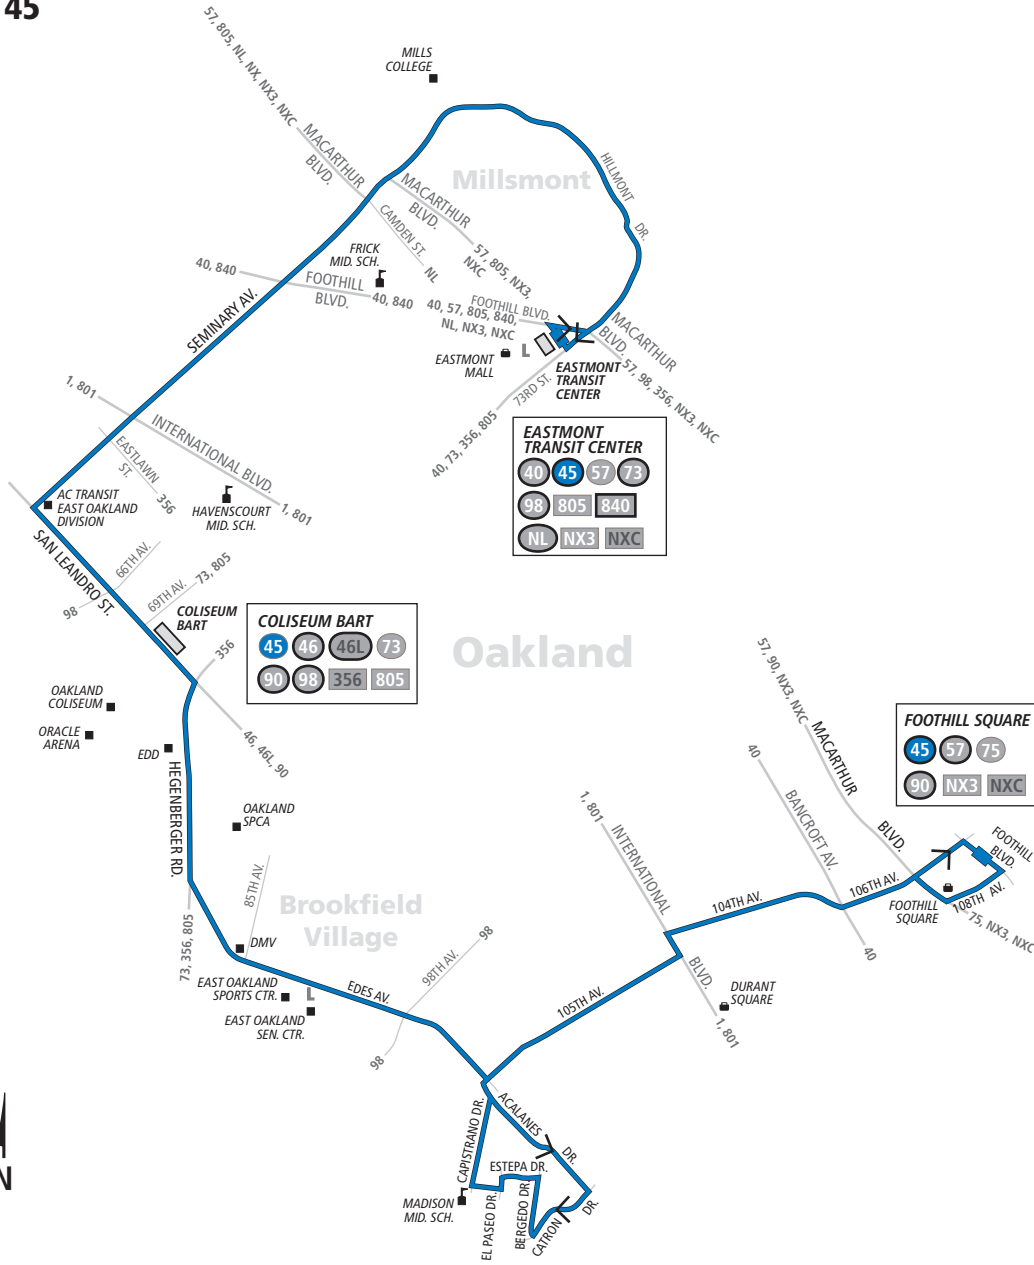 45
57, 805, NL, NX, NX3, NXC
MILLS
COLLEGE
MACARTHUR
BLVD.
Millsmont
HILLMONT
DR.
MACARTHUR
BLVD.
CAMDEN ST.
NL
57, 805, NX3,
NXC
FRICK
MID. SCH.
40, 840
FOOTHILL
BLVD.
40, 840
SEMINARY AV.
FOOTHILL BLVD.
40, 57, 805, 840,
NL, NX3, NXC
MACARTHUR
BLVD.
57, 98, 356, NX3, NXC
EASTMONT
MALL
L
EASTMONT
TRANSIT
CENTER
73RD ST.
40, 73, 356, 805
1, 801
INTERNATIONAL BLVD.
1, 801
EASTLAWN
ST.
356
EASTMONT
TRANSIT CENTER
40 45 57 73
98 805 840
NL NX3 NXC
AC TRANSIT
EAST OAKLAND
DIVISION
HAVENSCOURT
MID. SCH.
SAN LEANDRO ST.
66TH AV.
98
69TH AV.
73, 805
COLISEUM
BART
356
COLISEUM BART
45 46 46L 73
90 98 356 805
Oakland
OAKLAND
COLISEUM
ORACLE
ARENA
EDD
46, 46L, 90
HEGENBERGER RD.
OAKLAND
SPCA
85TH AV.
73, 356, 805
Brookfield
Village
DMV
EAST OAKLAND
SPORTS CTR.
L
EAST OAKLAND
SEN. CTR.
EDES AV.
98TH AV.
98
98
57, 90, NX3, NXC
MACARTHUR
BLVD.
FOOTHILL SQUARE
45 57 75
90 NX3 NXC
40
BANCROFT AV.
40
1, 801
INTERNATIONAL
BLVD.
1, 801
104TH AV.
106TH AV.
FOOTHILL
BLVD.
FOOTHILL
SQUARE
108TH AV.
75, NX3, NXC
105TH AV.
DURANT
SQUARE
ACALANES
DR.
CAPISTRANO DR.
ESTEPA DR.
EL PASEO DR.
BERGEDO DR.
CATRON
DR.
MADISON
MID. SCH.
N